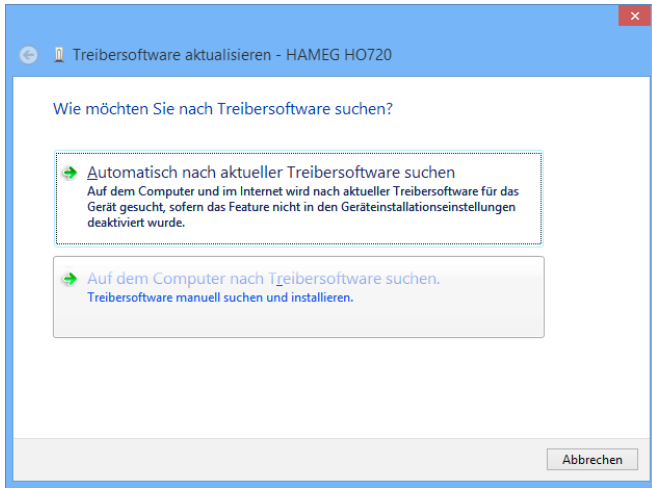 Treibersoftware aktualisieren - HAMEG HO720
Wie möchten Sie nach Treibersoftware suchen?
Automatisch nach aktueller Treibersoftware suchen
Auf dem Computer und im Internet wird nach aktueller Treibersoftware für das
Gerät gesucht, sofern das Feature nicht in den Geräteinstallationseinstellungen
deaktiviert wurde.
Auf dem Computer nach Treibersoftware suchen.
Treibersoftware manuell suchen und installieren.
Abbrechen